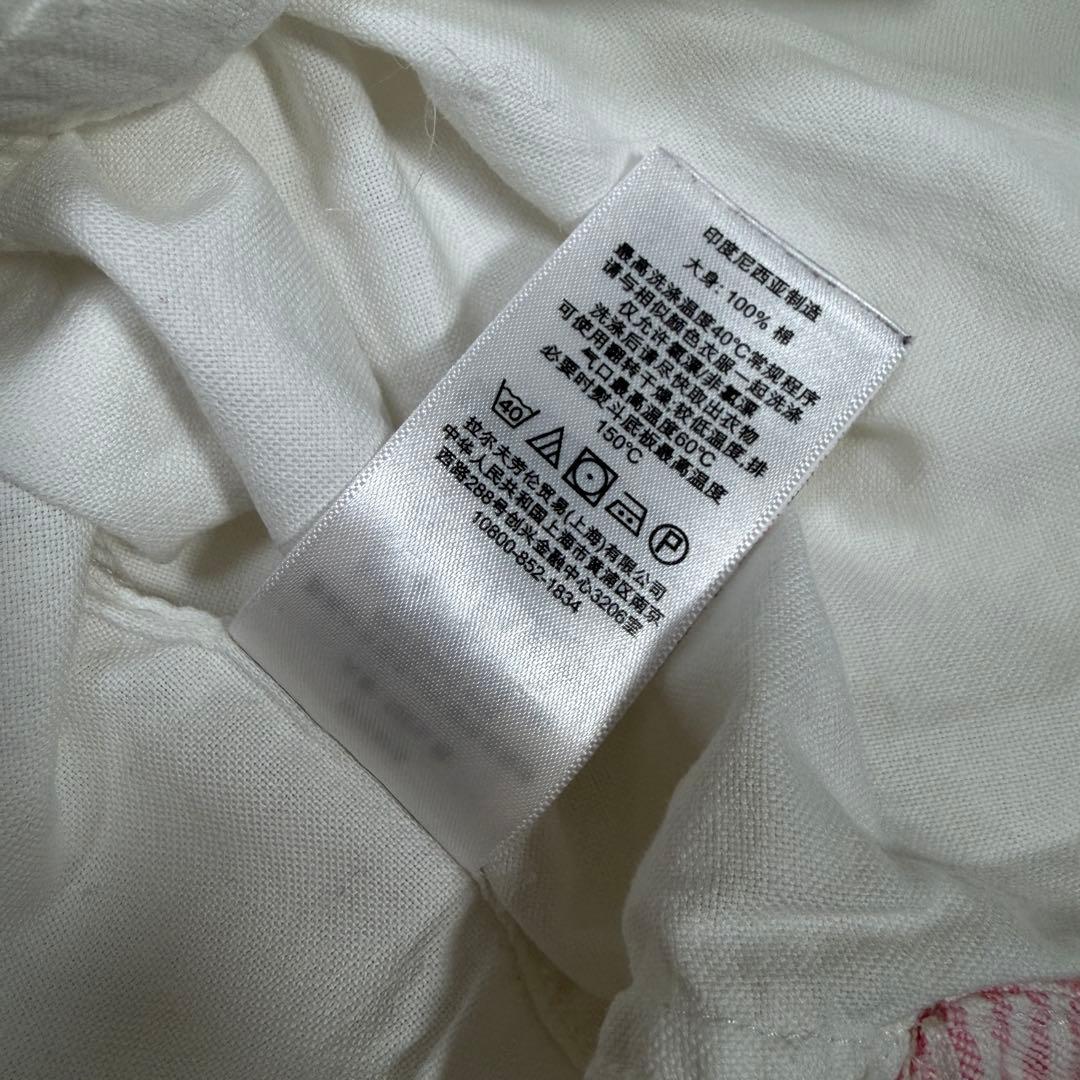 印度尼西亚制造
大身: 100% 棉
最高洗涤温度40℃常规程序
请与相似颜色衣服一起洗涤
仅允许氧漂/非氯漂
洗涤后请尽快取出衣物
可使用翻转干燥,较低温度,排
气口最高温度60℃
必要时熨斗底板最高温度
150℃
40 P
拉尔夫劳伦贸易(上海)有限公司
中华人民共和国上海市黄浦区南京
西路288号创兴金融中心3206室
10800-852-1834